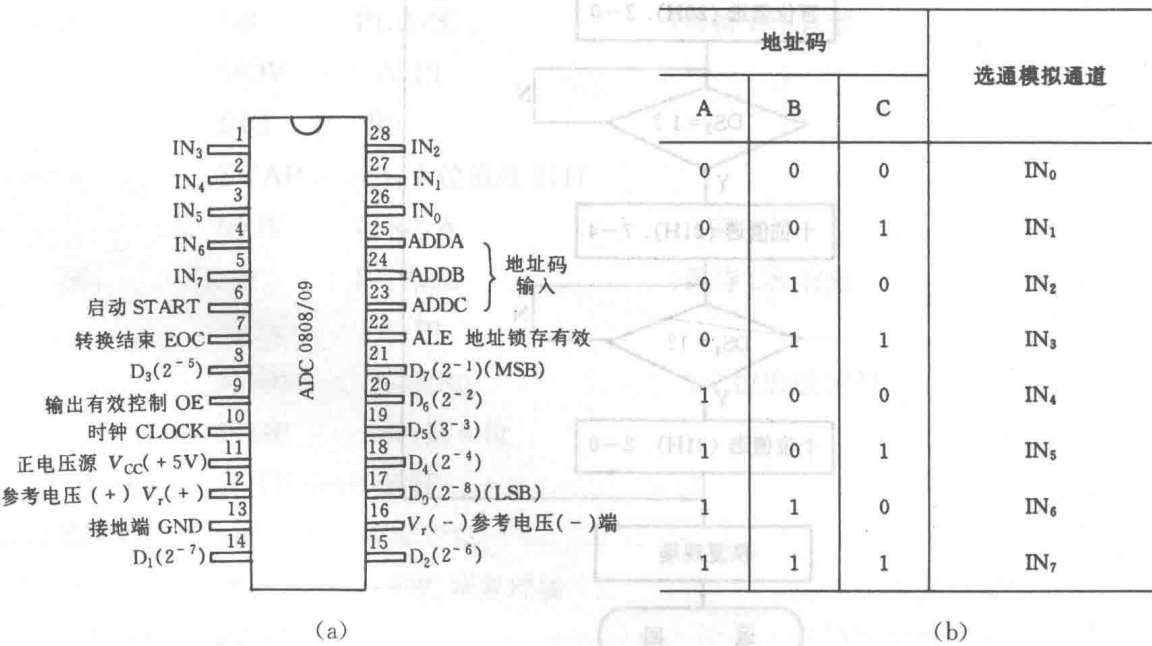 1 28
IN₃ IN₂
2 27
IN₄ IN₁
3 26
IN₅ IN₀
4 25
IN₆ ADDA
5 24
IN₇ ADDB
地址码
输入
6 23
启动 START ADDC
7 22
转换结束 EOC ALE 地址锁存有效
8 21
D₃(2⁻⁵) D₇(2⁻¹)(MSB)
9 20
输出有效控制 OE D₆(2⁻²)
10 19
时钟 CLOCK D₅(3⁻³)
11 18
正电压源 V_CC(+5V) D₄(2⁻⁴)
12 17
参考电压(+) Vᵣ(+) D₀(2⁻⁸)(LSB)
13 16
接地端 GND Vᵣ(-)参考电压(-)端
14 15
D₁(2⁻⁷) D₂(2⁻⁶)
ADC 0808/09
(a)
地址码 选通模拟通道
A B C
0 0 0 IN₀
0 0 1 IN₁
0 1 0 IN₂
0 1 1 IN₃
1 0 0 IN₄
1 0 1 IN₅
1 1 0 IN₆
1 1 1 IN₇
(b)